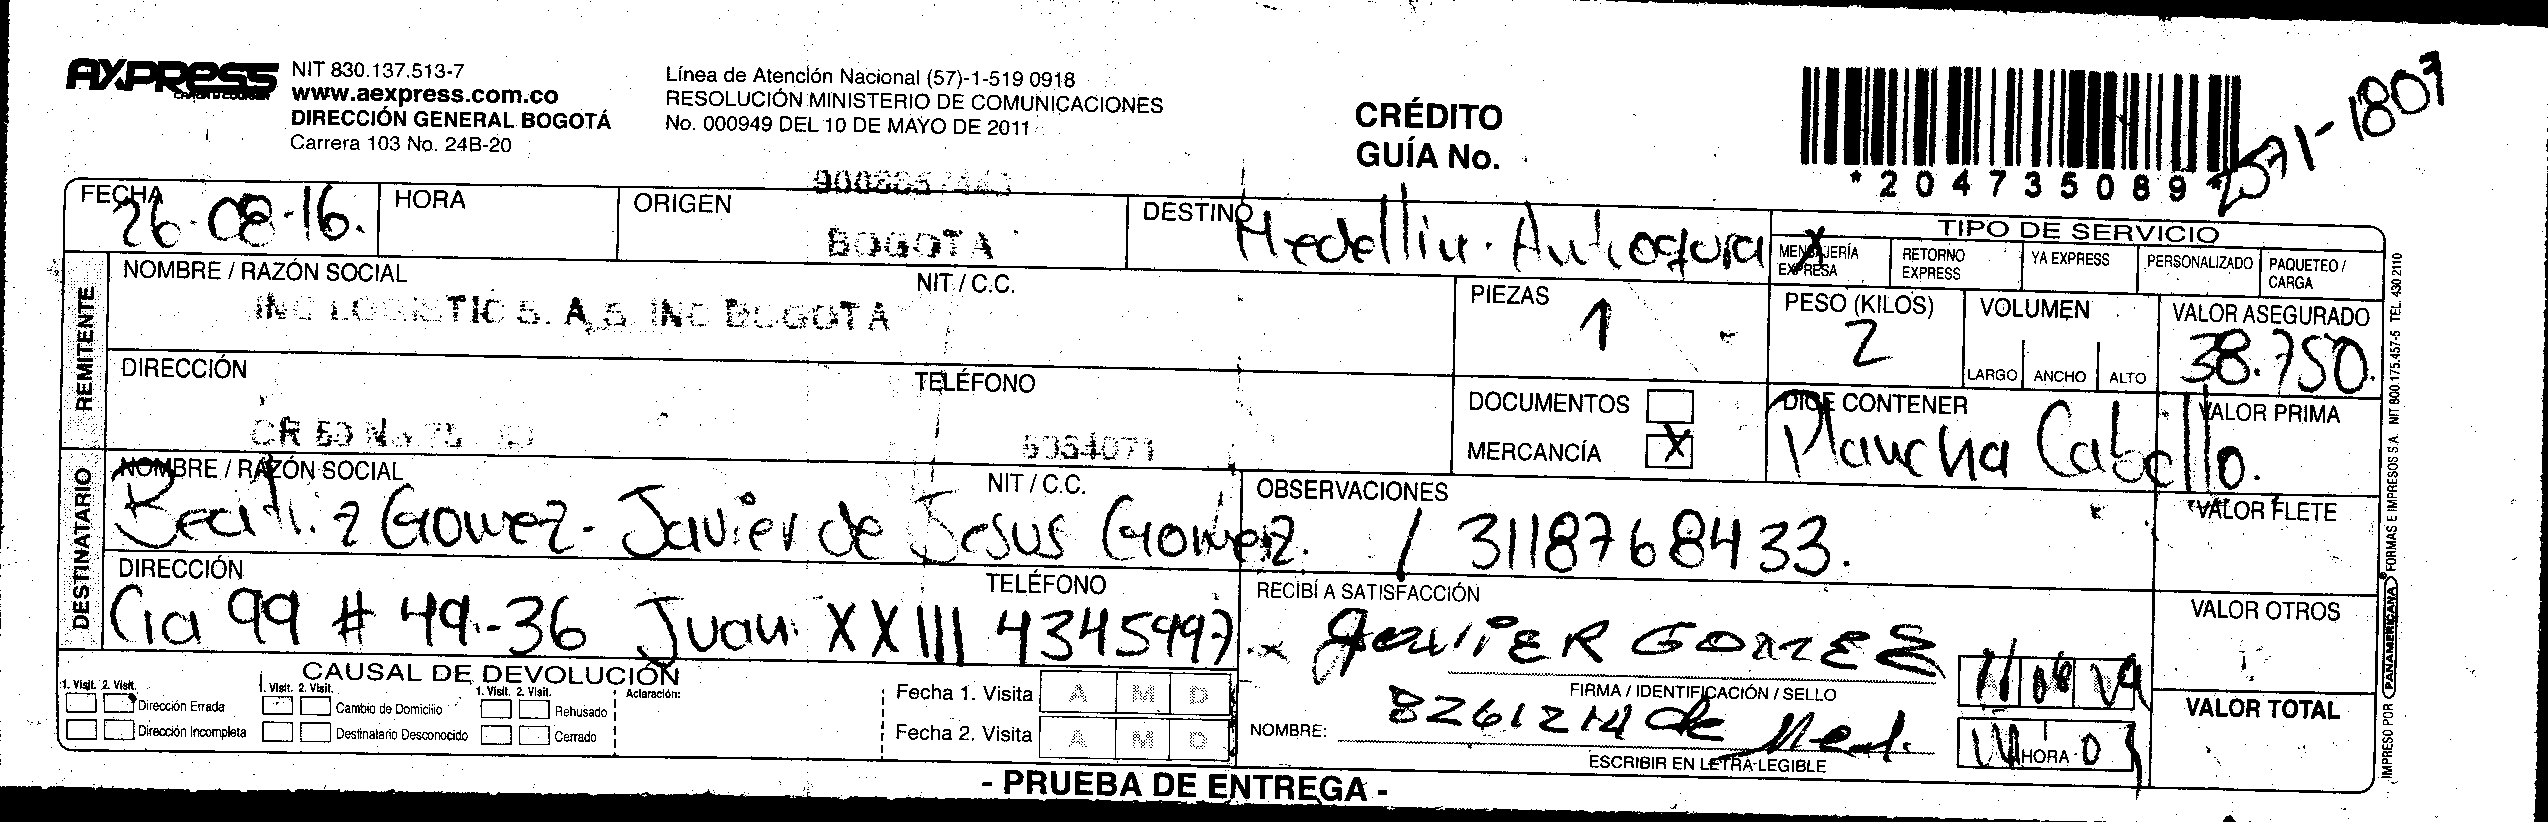 AXPRESS
NIT 830.137.513-7
www.aexpress.com.co
DIRECCIÓN GENERAL BOGOTÁ
Carrera 103 No. 24B-20
Línea de Atención Nacional (57)-1-519 0918
RESOLUCIÓN MINISTERIO DE COMUNICACIONES
No. 000949 DEL 10 DE MAYO DE 2011
CRÉDITO
GUÍA No.
*204735089*
2571-1807
FECHA 26-08-16.
HORA
ORIGEN
BOGOTA
DESTINO Medellin. Antioquia
TIPO DE SERVICIO
MENSAJERÍA EXPRESA X
RETORNO EXPRESS
YA EXPRESS
PERSONALIZADO
PAQUETEO / CARGA
REMITENTE
NOMBRE / RAZÓN SOCIAL
NIT / C.C.
INC LOGISTIC S. A. S INC BOGOTA
PIEZAS 1
PESO (KILOS) 2
VOLUMEN
LARGO ANCHO ALTO
VALOR ASEGURADO
38.750.
DIRECCIÓN
TELÉFONO
CR 50 No 75
DOCUMENTOS
MERCANCÍA X
DICE CONTENER
Plancha Cabello.
VALOR PRIMA
DESTINATARIO
NOMBRE / RAZÓN SOCIAL
NIT / C.C.
Beatriz Gomez - Javier de Jesus Gomez.
OBSERVACIONES
/ 3118768433.
VALOR FLETE
DIRECCIÓN
TELÉFONO
Cra 99 # 49-36 Juan XXIII 4345997
RECIBÍ A SATISFACCIÓN
x JavIER GOMEZ
FIRMA / IDENTIFICACIÓN / SELLO
VALOR OTROS
CAUSAL DE DEVOLUCIÓN
1. Visit. 2. Visit.
1. Visit. 2. Visit.
1. Visit. 2. Visit.
Aclaración:
Dirección Errada
Cambio de Domicilio
Rehusado
Dirección Incompleta
Destinatario Desconocido
Cerrado
Fecha 1. Visita A M D
Fecha 2. Visita A M D
NOMBRE: 8261214 de Med.
ESCRIBIR EN LETRA LEGIBLE
HORA
VALOR TOTAL
- PRUEBA DE ENTREGA -
IMPRESO POR PANAMERICANA FORMAS E IMPRESOS S.A. NIT 800.175.457-5 TEL. 430 2110